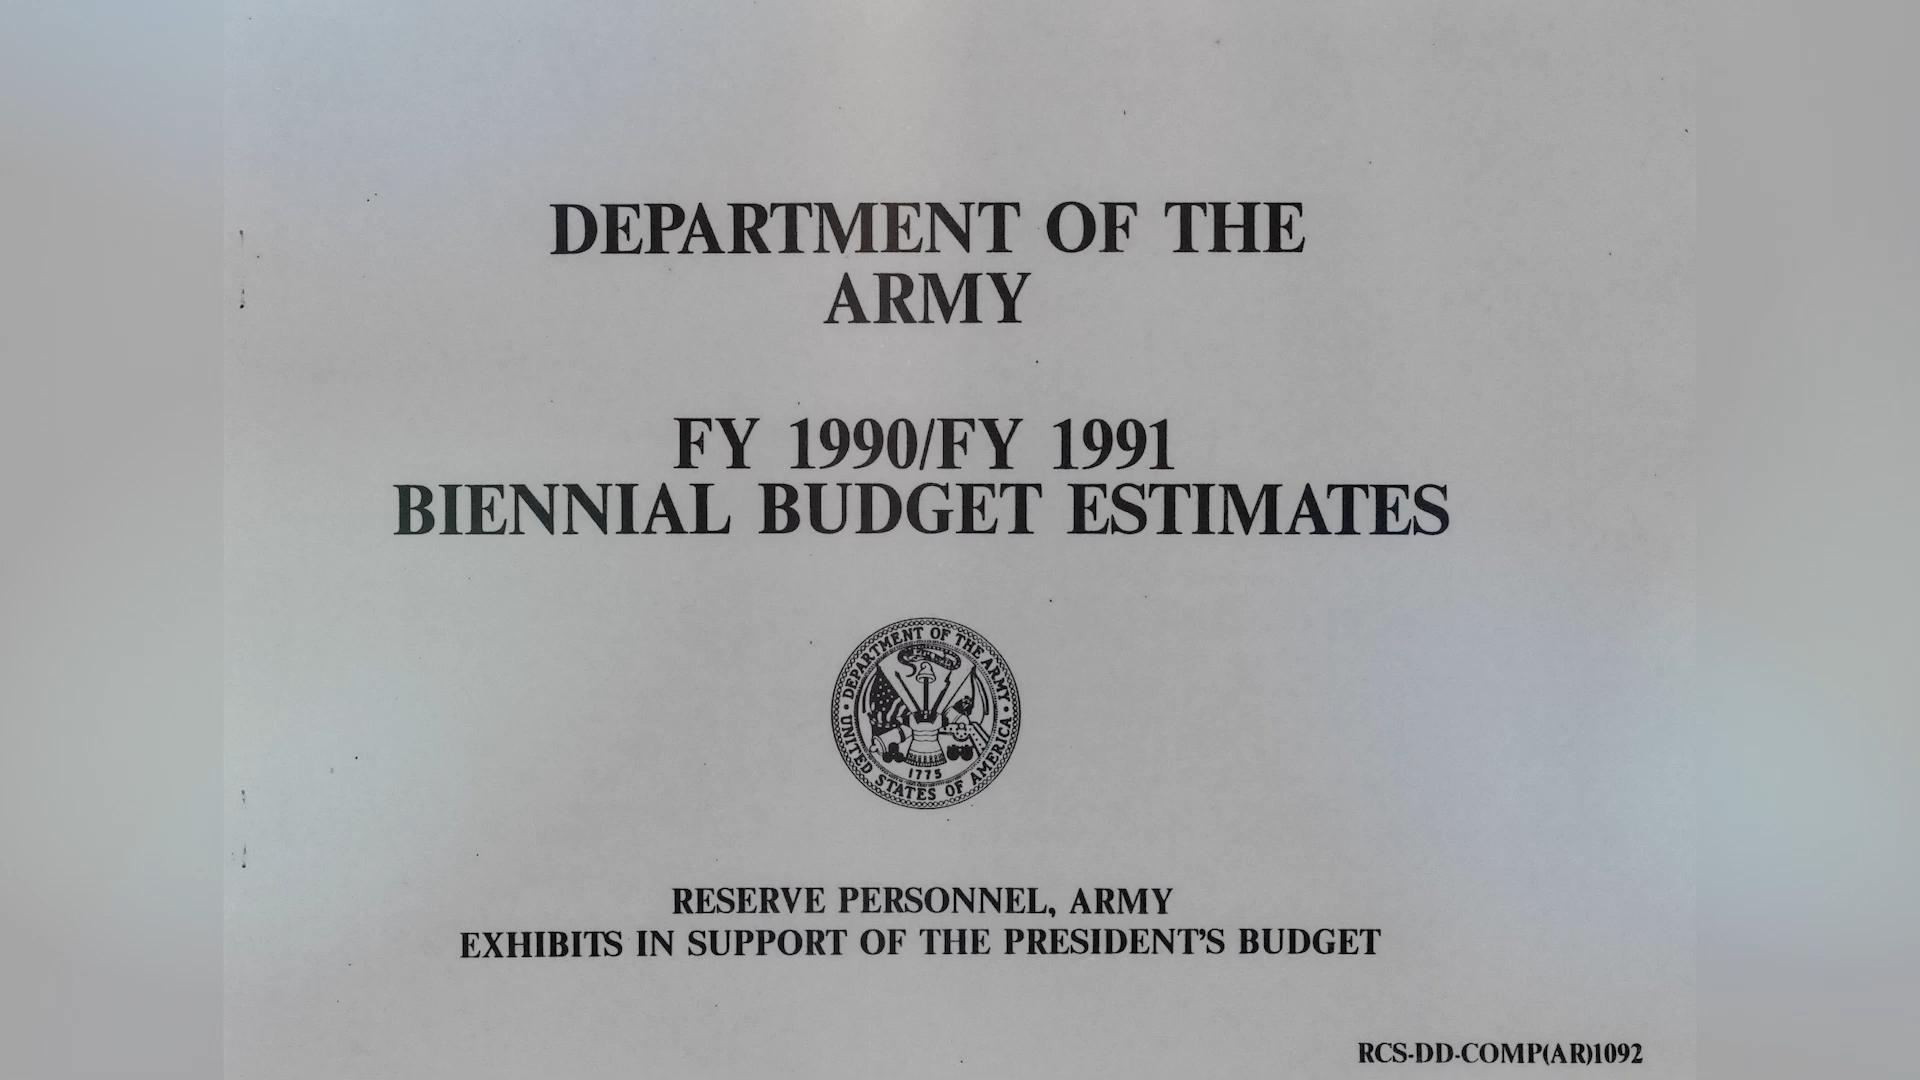 DEPARTMENT OF THE
ARMY
FY 1990/FY 1991
BIENNIAL BUDGET ESTIMATES
DEPARTMENT OF THE ARMY
UNITED STATES OF AMERICA
1775
RESERVE PERSONNEL, ARMY
EXHIBITS IN SUPPORT OF THE PRESIDENT'S BUDGET
RCS-DD-COMP(AR)1092